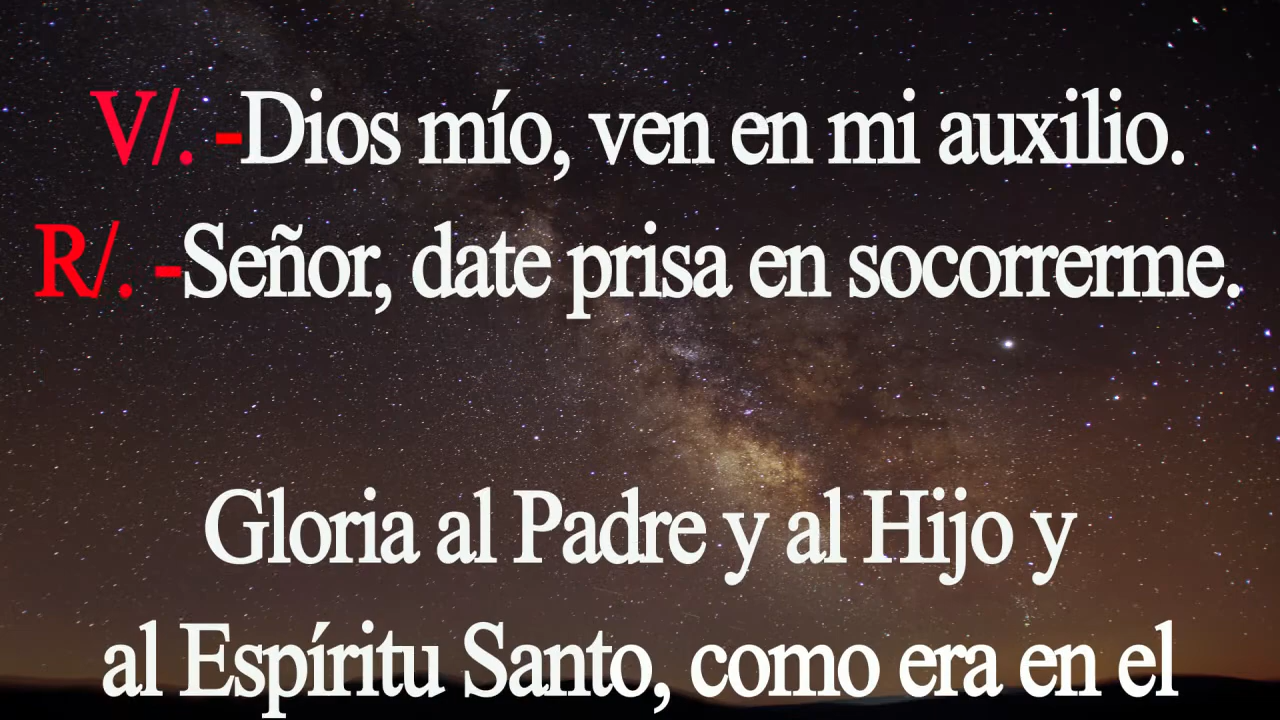 V/. -Dios mío, ven en mi auxilio.
R/. -Señor, date prisa en socorrerme.
Gloria al Padre y al Hijo y
al Espíritu Santo, como era en el